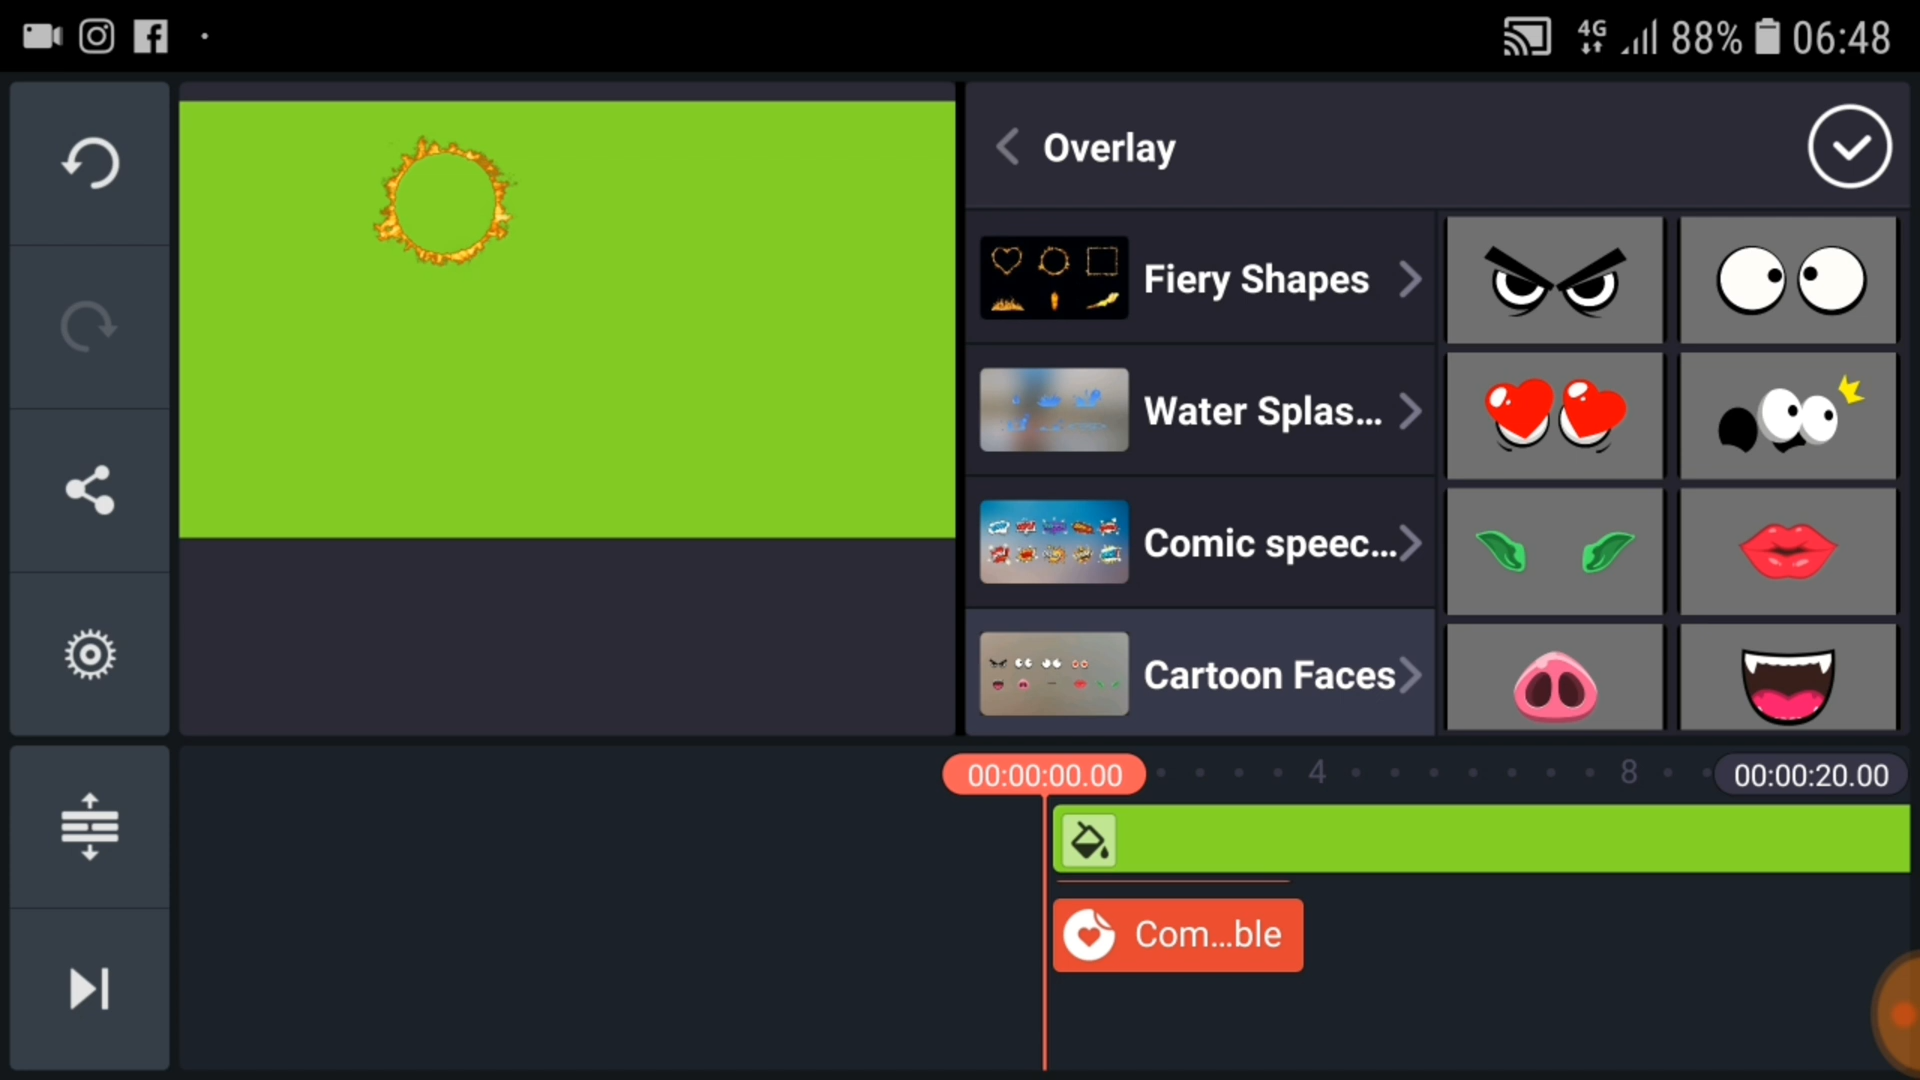 4G 88% 06:48
Overlay
Fiery Shapes
Water Splas...
Comic speec...
Cartoon Faces
00:00:00.00 4 8 00:00:20.00
Com...ble